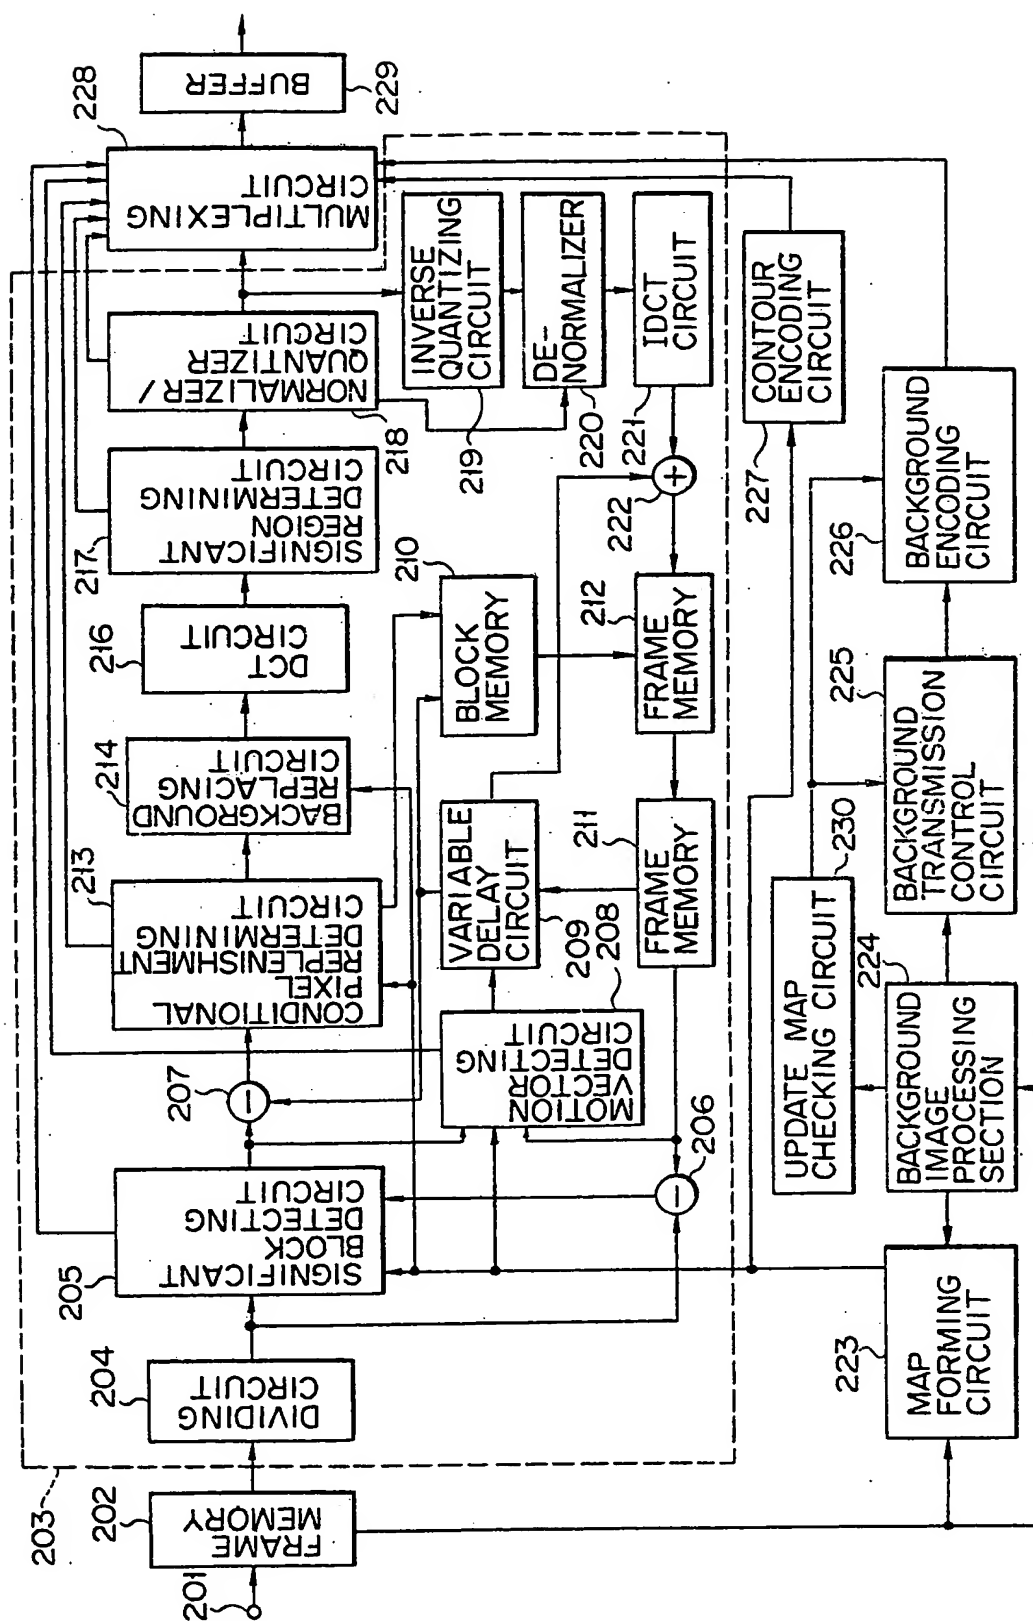 201
FRAME
MEMORY
202
203
DIVIDING
CIRCUIT
204
SIGNIFICANT
BLOCK
DETECTING
CIRCUIT
205
207
CONDITIONAL
PIXEL
REPLENISHMENT
DETERMINING
CIRCUIT
213
BACKGROUND
REPLACING
CIRCUIT
214
DCT
CIRCUIT
216
SIGNIFICANT
REGION
DETERMINING
CIRCUIT
217
NORMALIZER/
QUANTIZER
CIRCUIT
218
MULTIPLEXING
CIRCUIT
228
BUFFER
229
206
MOTION
VECTOR
DETECTING
CIRCUIT
208
VARIABLE
DELAY
CIRCUIT
209
BLOCK
MEMORY
210
FRAME
MEMORY
211
FRAME
MEMORY
212
INVERSE
QUANTIZING
CIRCUIT
219
DE-
NORMALIZER
220
IDCT CIRCUIT
221
222
MAP
FORMING
CIRCUIT
223
BACKGROUND
IMAGE
PROCESSING
SECTION
224
UPDATE MAP
CHECKING CIRCUIT
230
BACKGROUND
TRANSMISSION
CONTROL
CIRCUIT
225
BACKGROUND
ENCODING
CIRCUIT
226
CONTOUR
ENCODING
CIRCUIT
227